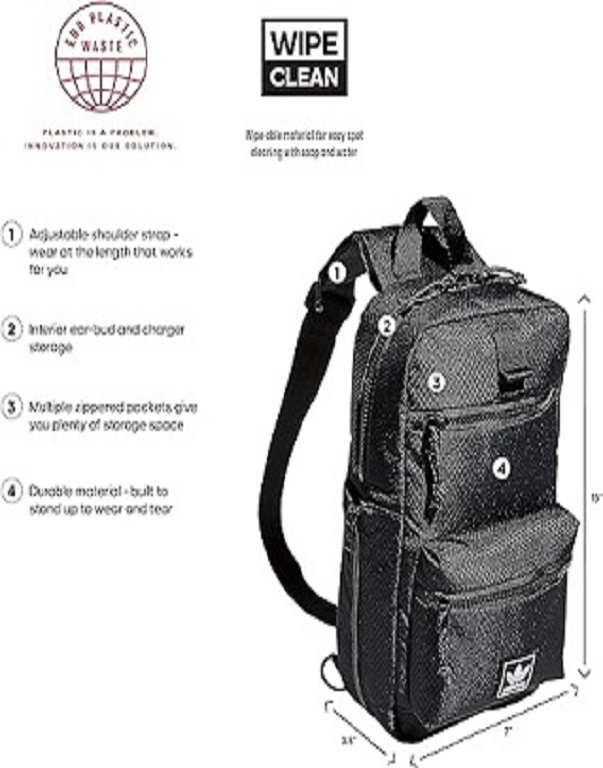 END PLASTIC
WASTE
PLASTIC IS A PROBLEM.
INNOVATION IS OUR SOLUTION.
WIPE
CLEAN
Wipe-able material for easy spot
cleaning with soap and water
1 Adjustable shoulder strap -
wear at the length that works
for you
2 Interior ear-bud and charger
storage
3 Multiple zippered pockets give
you plenty of storage space
4 Durable material - built to
stand up to wear and tear
1
2
3
4
7"
3.5"